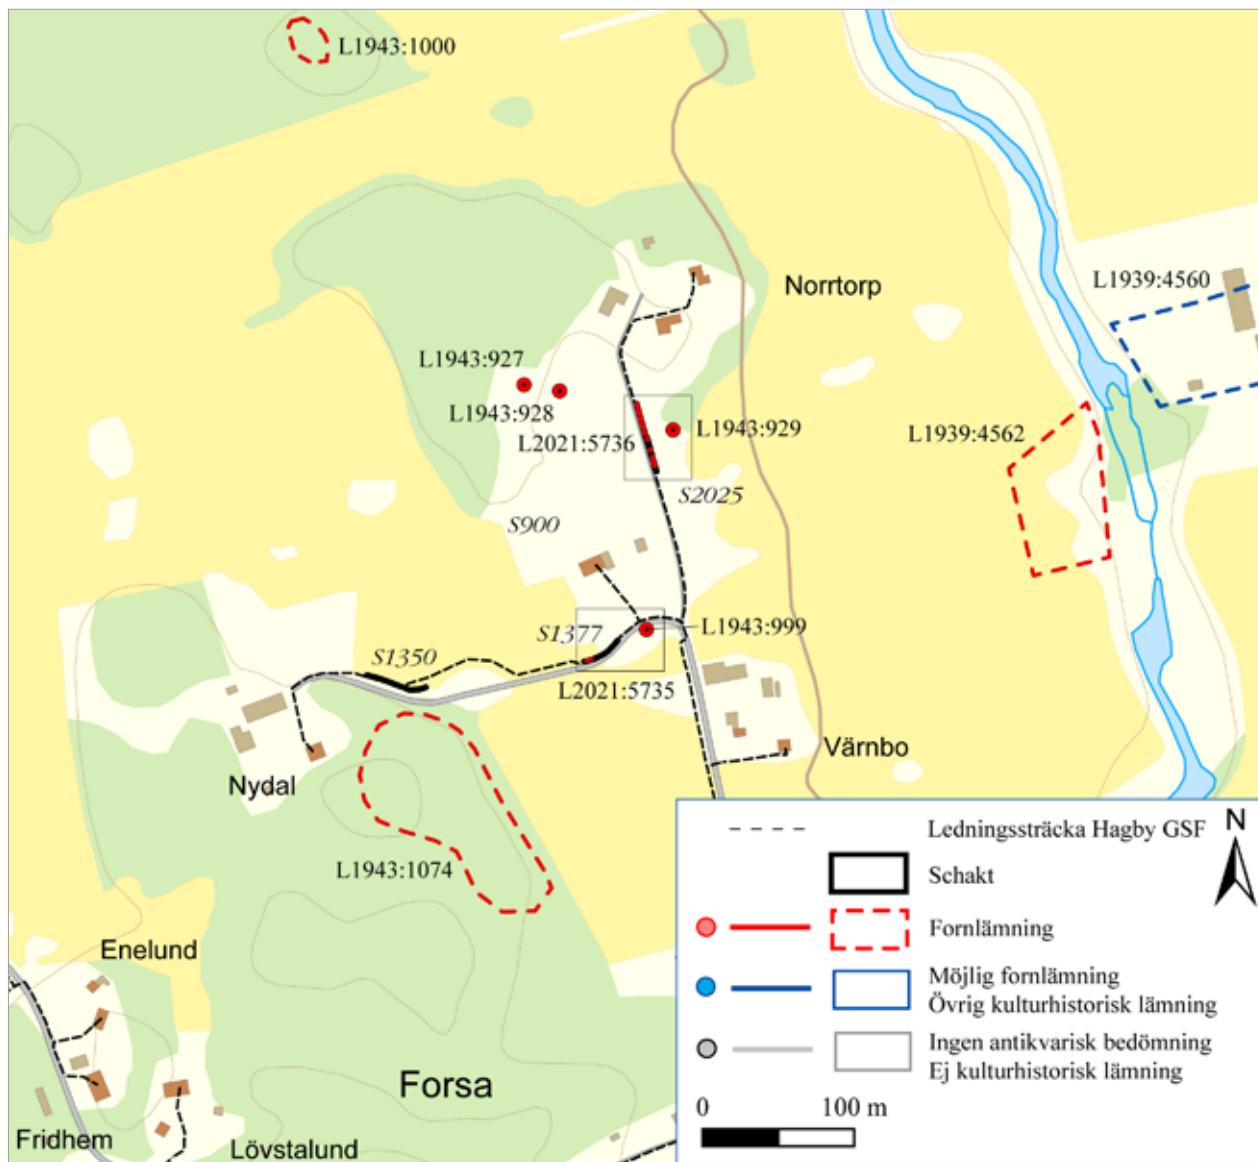 L1943:1000
Norrtorp
L1939:4560
L1943:927
L1943:928
L1943:929
L1939:4562
L2021:5736
S2025
S900
S1377
L1943:999
S1350
L2021:5735
Värnbo
Nydal
L1943:1074
Enelund
Forsa
Fridhem
Lövstalund
N
Ledningssträcka Hagby GSF
Schakt
Fornlämning
Möjlig fornlämning
Övrig kulturhistorisk lämning
Ingen antikvarisk bedömning
Ej kulturhistorisk lämning
0 100 m